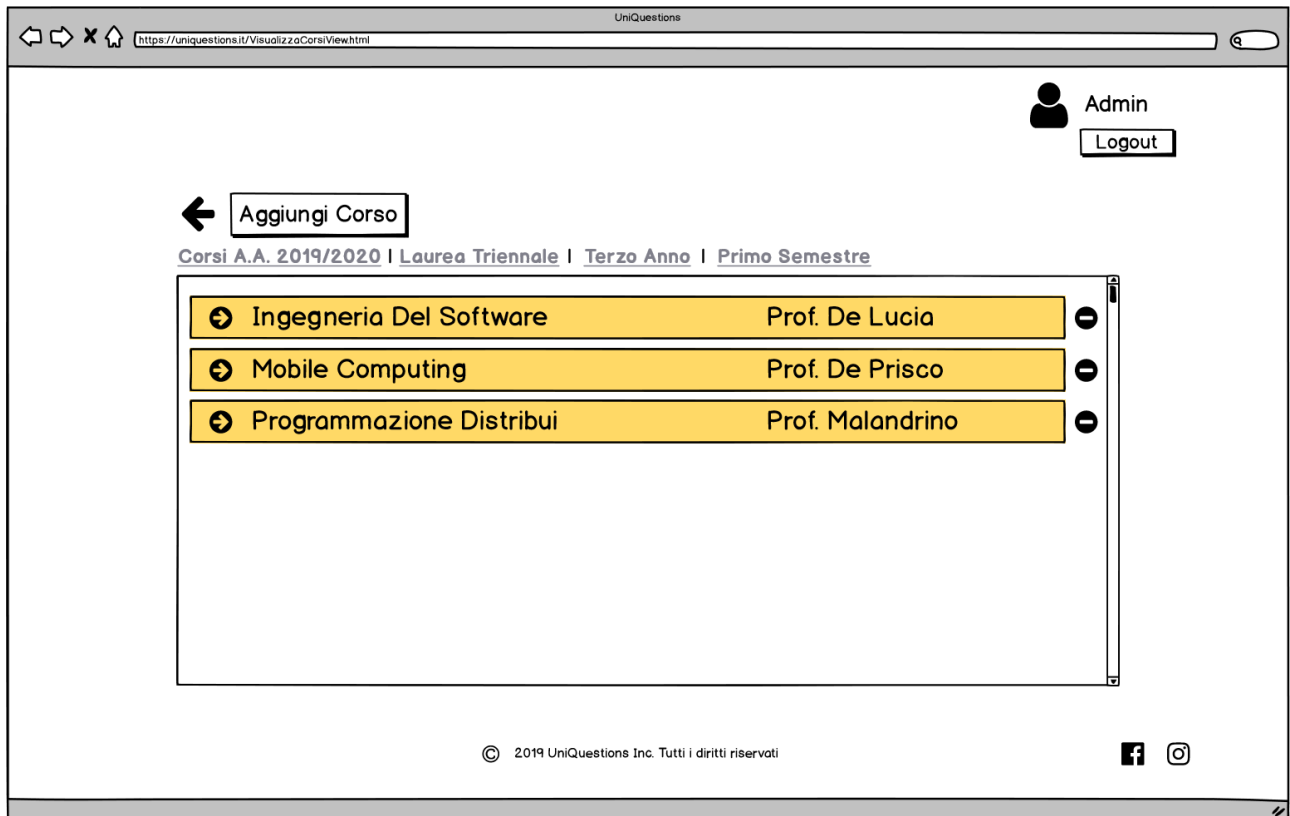 UniQuestions
https://uniquestions.it/VisualizzaCorsiView.html
Admin
Logout
Aggiungi Corso
Corsi A.A. 2019/2020 | Laurea Triennale | Terzo Anno | Primo Semestre
Ingegneria Del Software Prof. De Lucia
Mobile Computing Prof. De Prisco
Programmazione Distribui Prof. Malandrino
© 2019 UniQuestions Inc. Tutti i diritti riservati